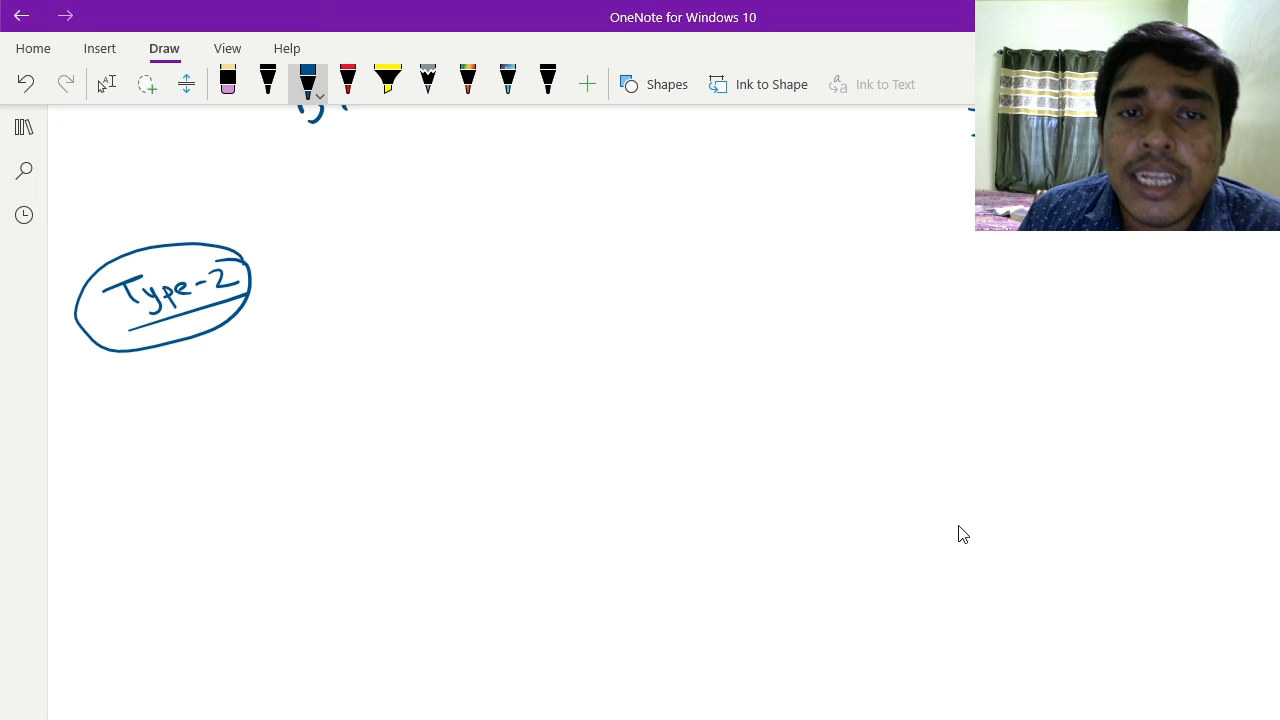 OneNote for Windows 10
Home Insert Draw View Help
Shapes Ink to Shape Ink to Text
Type-2